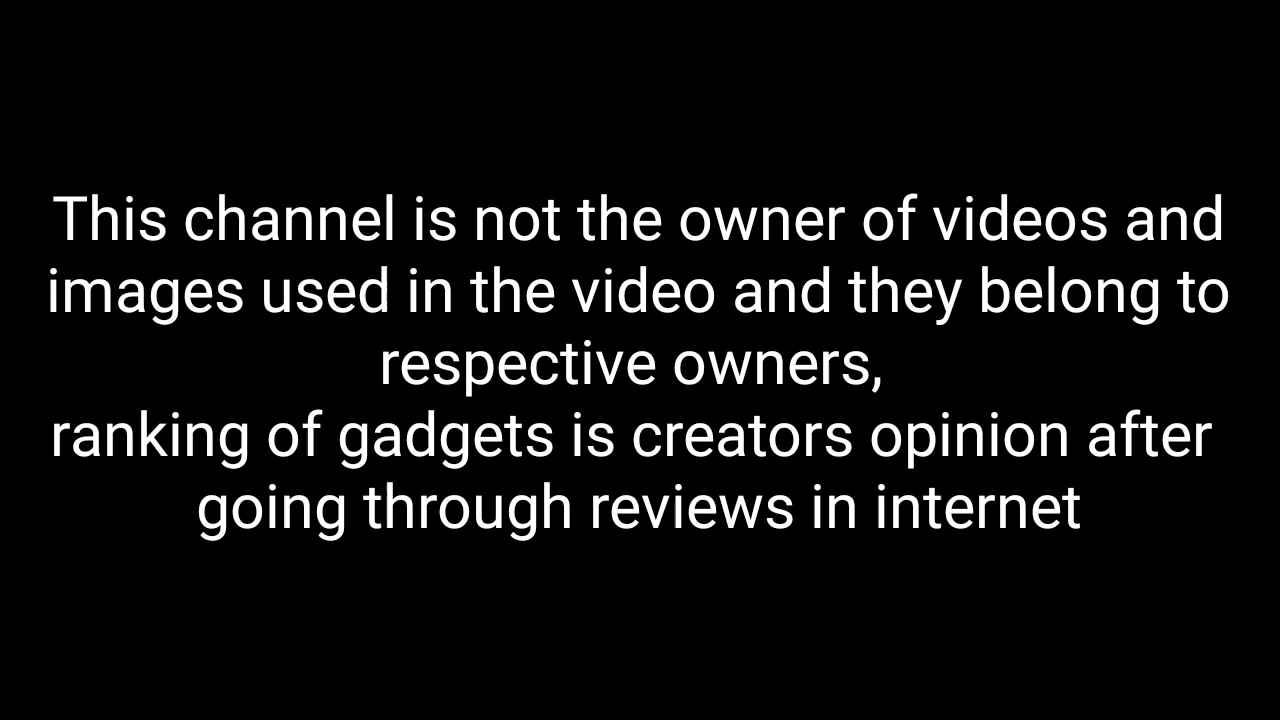 This channel is not the owner of videos and
images used in the video and they belong to
respective owners,
ranking of gadgets is creators opinion after
going through reviews in internet